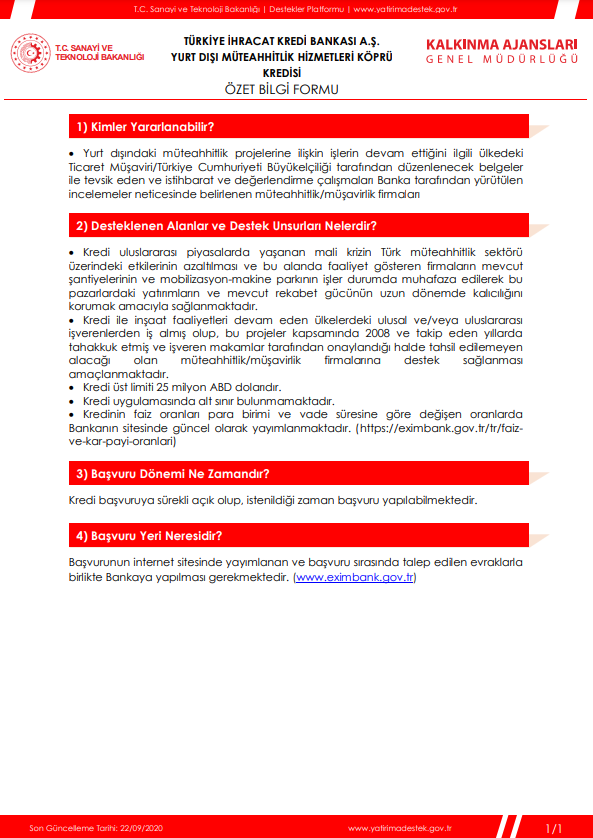 T.C. Sanayi ve Teknoloji Bakanlığı | Destekler Platformu | www.yatirimadestek.gov.tr
T.C. SANAYİ VE
TEKNOLOJİ BAKANLIĞI
TÜRKİYE İHRACAT KREDİ BANKASI A.Ş.
YURT DIŞI MÜTEAHHİTLİK HİZMETLERİ KÖPRÜ
KREDİSİ
ÖZET BİLGİ FORMU
KALKINMA AJANSLARI
GENEL MÜDÜRLÜĞÜ
1) Kimler Yararlanabilir?
• Yurt dışındaki müteahhitlik projelerine ilişkin işlerin devam ettiğini ilgili ülkedeki
Ticaret Müşaviri/Türkiye Cumhuriyeti Büyükelçiliği tarafından düzenlenecek belgeler
ile tevsik eden ve istihbarat ve değerlendirme çalışmaları Banka tarafından yürütülen
incelemeler neticesinde belirlenen müteahhitlik/müşavirlik firmaları
2) Desteklenen Alanlar ve Destek Unsurları Nelerdir?
• Kredi uluslararası piyasalarda yaşanan mali krizin Türk müteahhitlik sektörü
üzerindeki etkilerinin azaltılması ve bu alanda faaliyet gösteren firmaların mevcut
şantiyelerinin ve mobilizasyon-makine parkının işler durumda muhafaza edilerek bu
pazarlardaki yatırımların ve mevcut rekabet gücünün uzun dönemde kalıcılığını
korumak amacıyla sağlanmaktadır.
• Kredi ile inşaat faaliyetleri devam eden ülkelerdeki ulusal ve/veya uluslararası
işverenlerden iş almış olup, bu projeler kapsamında 2008 ve takip eden yıllarda
tahakkuk etmiş ve işveren makamlar tarafından onaylandığı halde tahsil edilemeyen
alacağı olan müteahhitlik/müşavirlik firmalarına destek sağlanması
amaçlanmaktadır.
• Kredi üst limiti 25 milyon ABD dolarıdır.
• Kredi uygulamasında alt sınır bulunmamaktadır.
• Kredinin faiz oranları para birimi ve vade süresine göre değişen oranlarda
Bankanın sitesinde güncel olarak yayımlanmaktadır. (https://eximbank.gov.tr/tr/faiz-
ve-kar-payi-oranlari)
3) Başvuru Dönemi Ne Zamandır?
Kredi başvuruya sürekli açık olup, istenildiği zaman başvuru yapılabilmektedir.
4) Başvuru Yeri Neresidir?
Başvurunun internet sitesinde yayımlanan ve başvuru sırasında talep edilen evraklarla
birlikte Bankaya yapılması gerekmektedir. (www.eximbank.gov.tr)
Son Güncelleme Tarihi: 22/09/2020
www.yatirimadestek.gov.tr
1/1